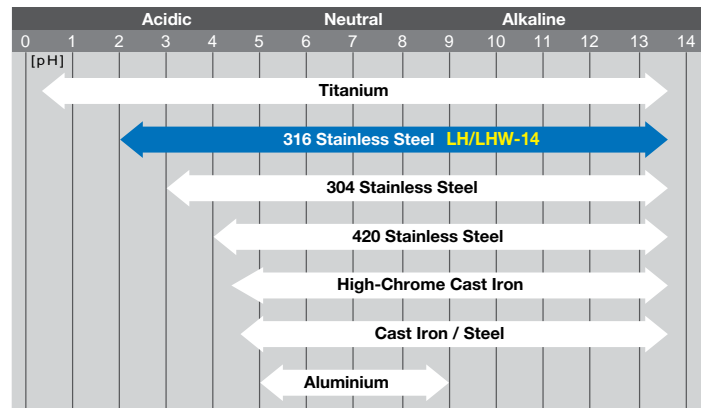 Acidic Neutral Alkaline
0 1 2 3 4 5 6 7 8 9 10 11 12 13 14
[pH]
Titanium
316 Stainless Steel LH/LHW-14
304 Stainless Steel
420 Stainless Steel
High-Chrome Cast Iron
Cast Iron / Steel
Aluminium